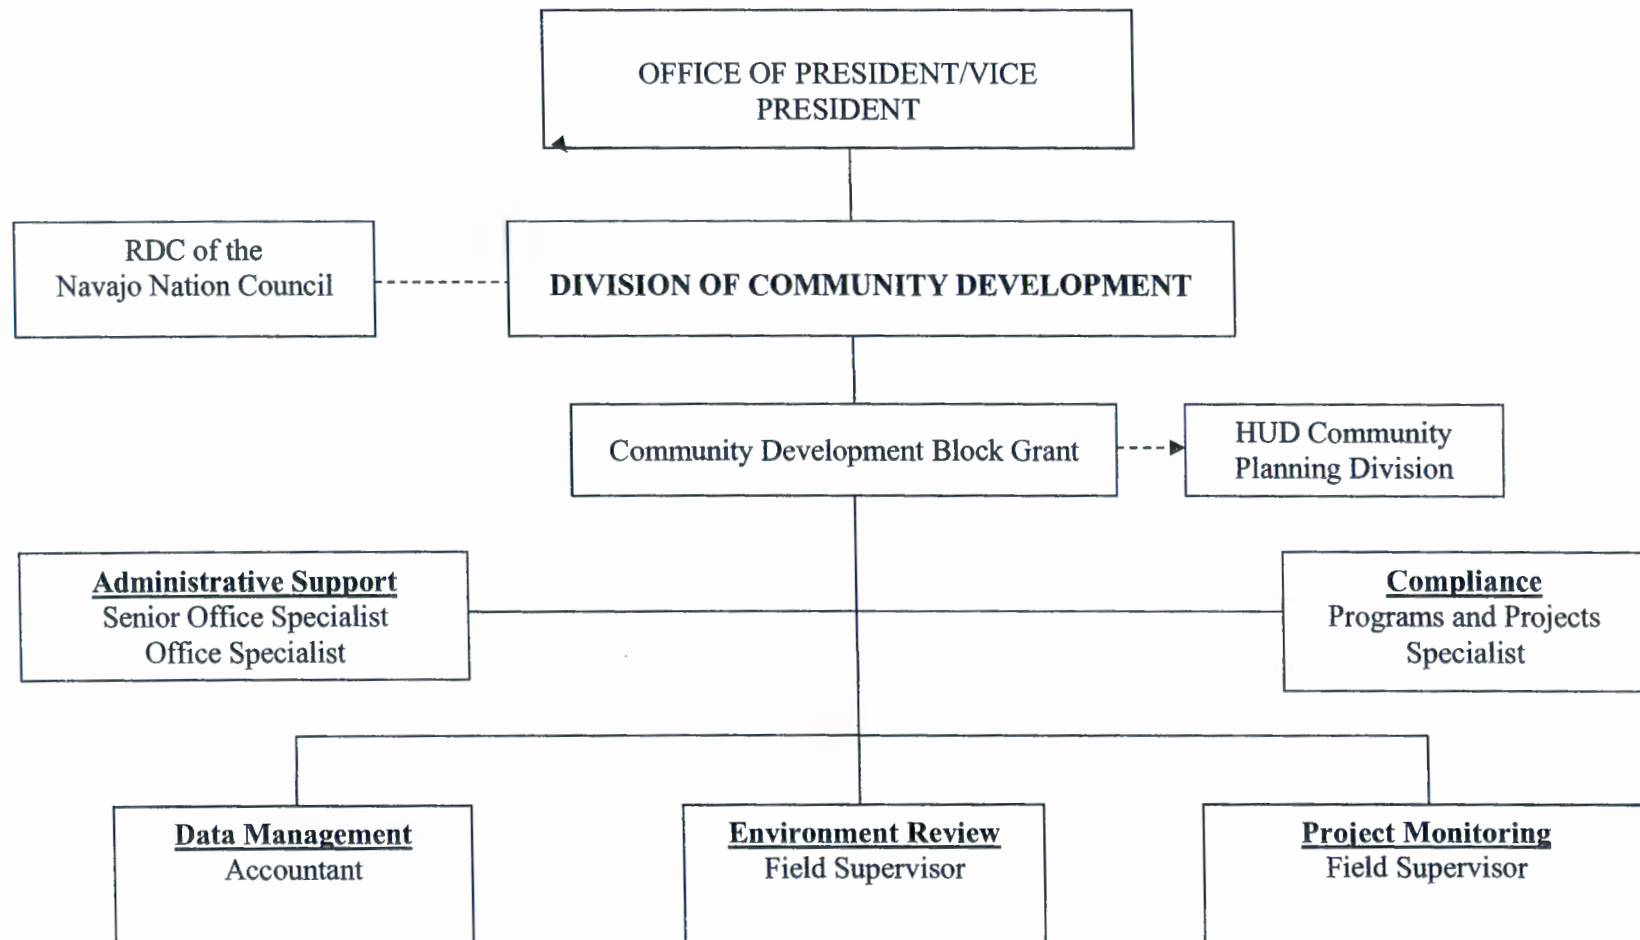 OFFICE OF PRESIDENT/VICE
PRESIDENT
RDC of the
Navajo Nation Council
DIVISION OF COMMUNITY DEVELOPMENT
Community Development Block Grant
HUD Community
Planning Division
Administrative Support
Senior Office Specialist
Office Specialist
Compliance
Programs and Projects
Specialist
Data Management
Accountant
Environment Review
Field Supervisor
Project Monitoring
Field Supervisor